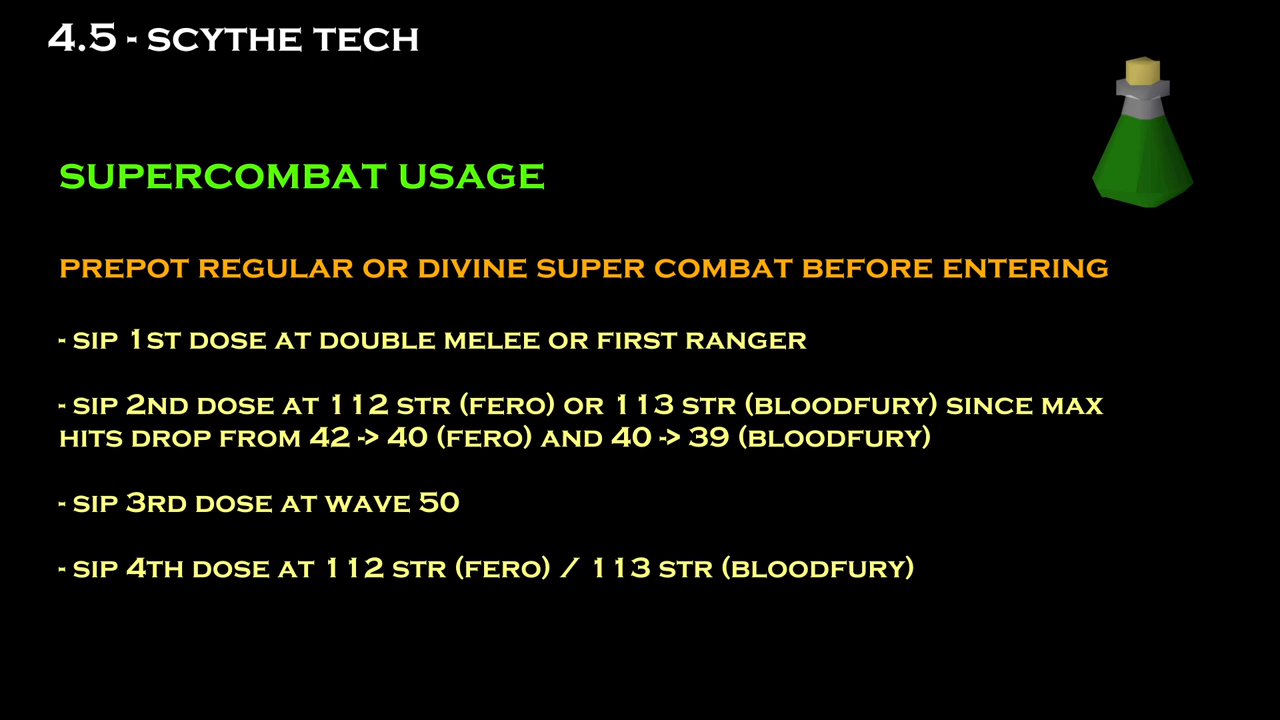 4.5 - SCYTHE TECH
SUPERCOMBAT USAGE
PREPOT REGULAR OR DIVINE SUPER COMBAT BEFORE ENTERING
- SIP 1ST DOSE AT DOUBLE MELEE OR FIRST RANGER
- SIP 2ND DOSE AT 112 STR (FERO) OR 113 STR (BLOODFURY) SINCE MAX
HITS DROP FROM 42 -> 40 (FERO) AND 40 -> 39 (BLOODFURY)
- SIP 3RD DOSE AT WAVE 50
- SIP 4TH DOSE AT 112 STR (FERO) / 113 STR (BLOODFURY)